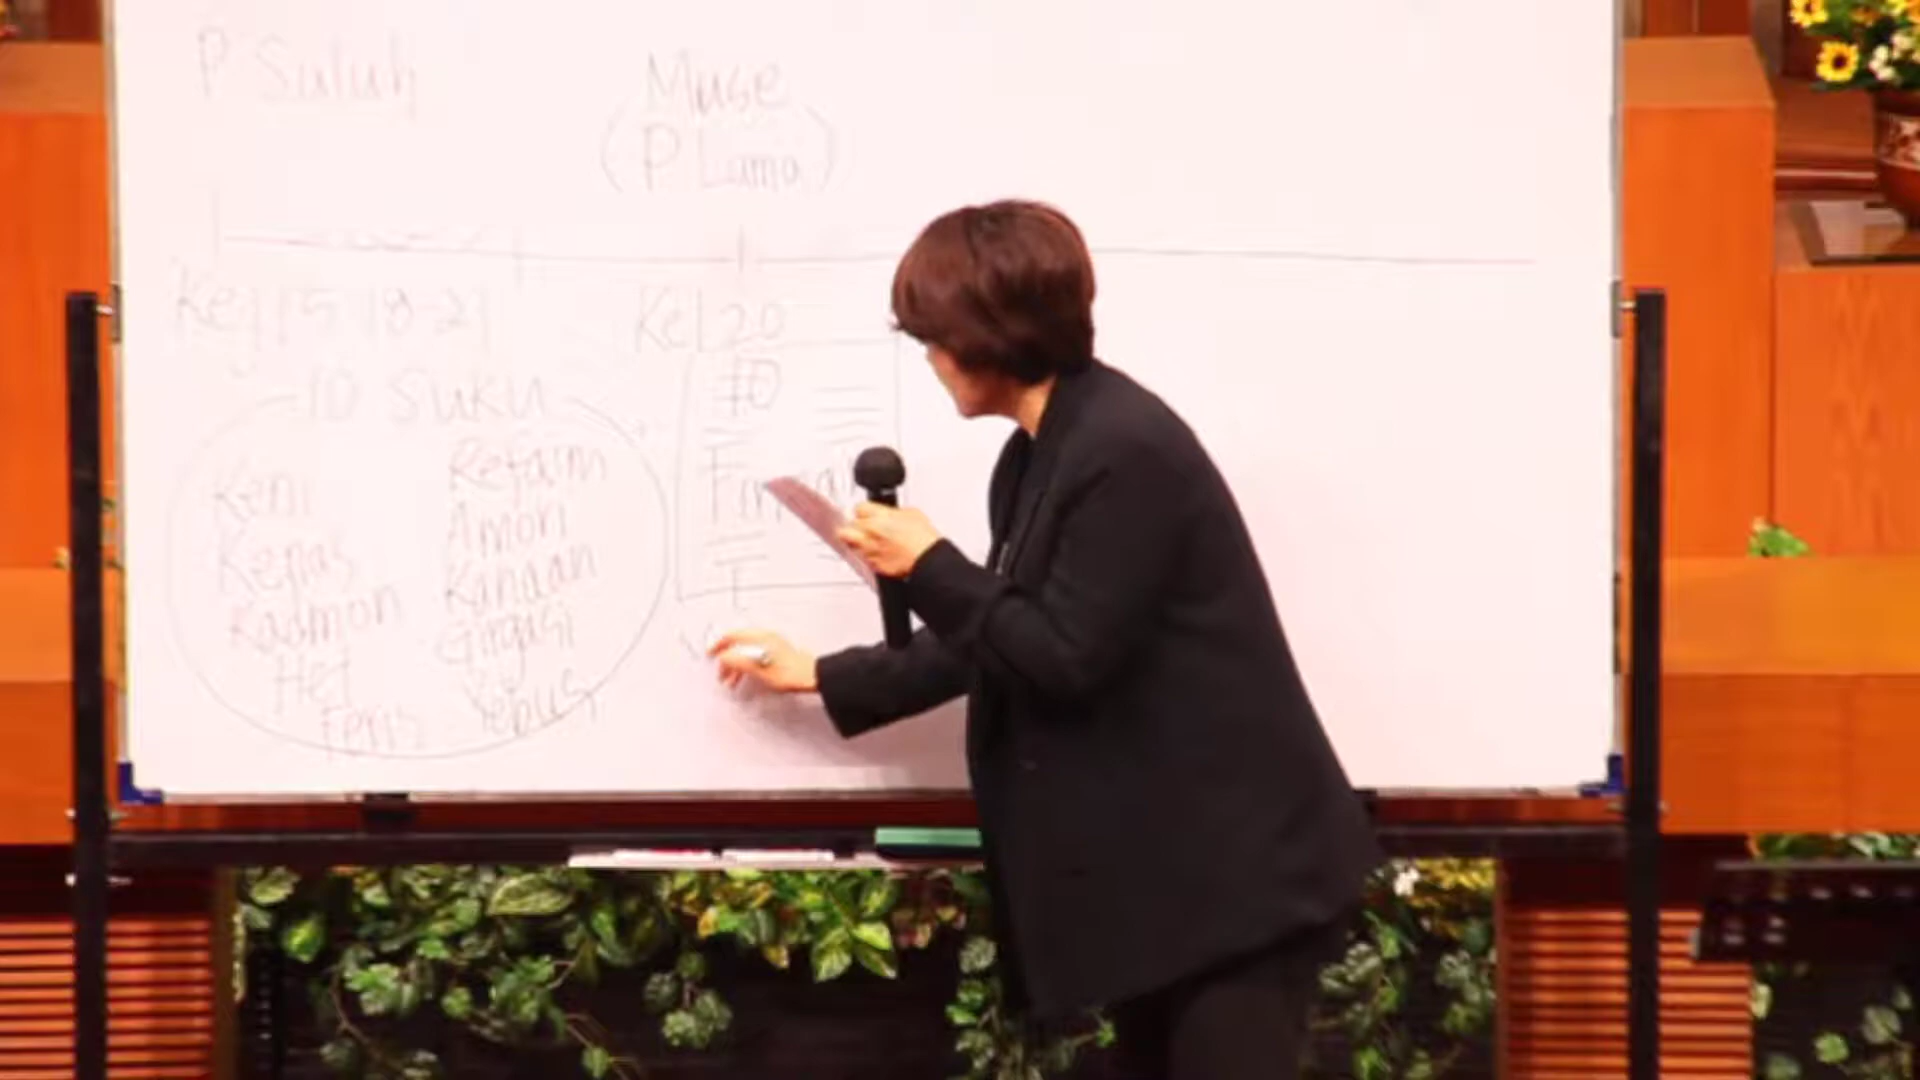 P Suluh
Muse
(P Lama)
Kej 15:18-21
Kel 20
10 Suku
10
Keni
Refaim
Kenas
Amori
Kadmon
Kanaan
Het
Girgasi
Feris
Yebus